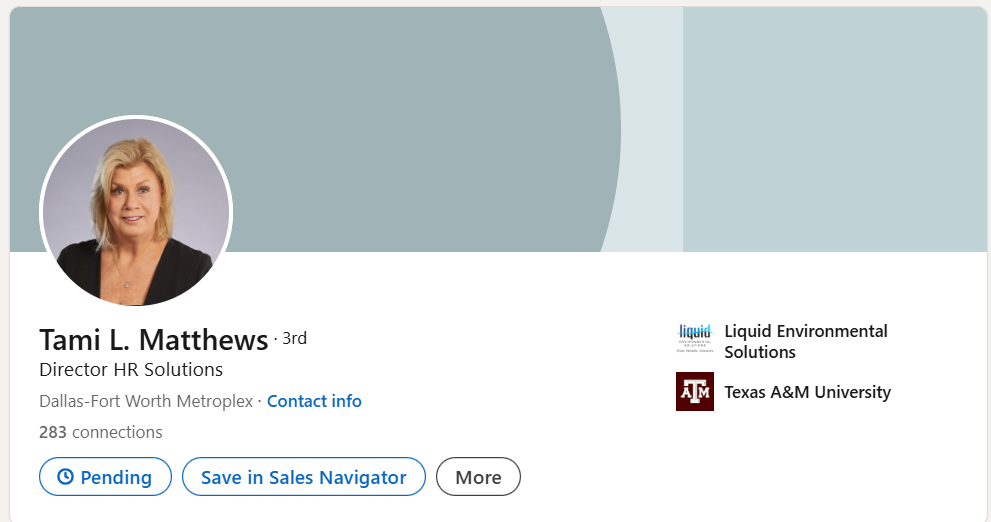 Tami L. Matthews · 3rd
Director HR Solutions
Dallas-Fort Worth Metroplex · Contact info
283 connections
Pending
Save in Sales Navigator
More
liquid
ENVIRONMENTAL
SOLUTIONS
Liquid Environmental
Solutions
ATM
Texas A&M University